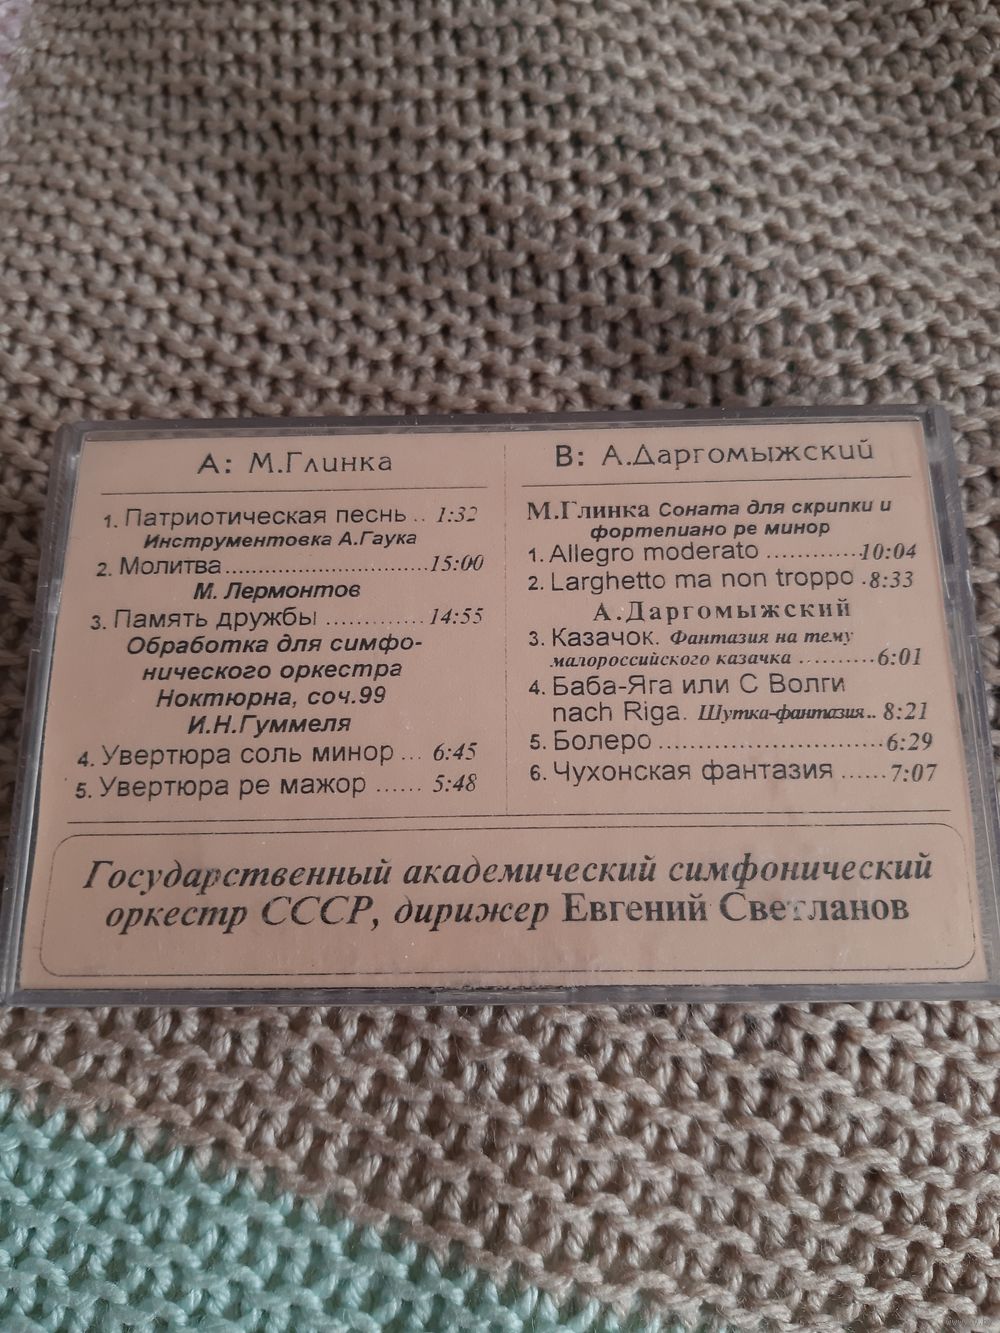 А: М.Глинка
1. Патриотическая песнь .. 1:32
Инструментовка А.Гаука
2. Молитва..............................15:00
М. Лермонтов
3. Память дружбы ..............14:55
Обработка для симфо-
нического оркестра
Ноктюрна, соч.99
И.Н.Гуммеля
4. Увертюра соль минор ... 6:45
5. Увертюра ре мажор ...... 5:48
В: А.Даргомыжский
М.Глинка Соната для скрипки и
фортепиано ре минор
1. Allegro moderato .............10:04
2. Larghetto ma non troppo .8:33
А.Даргомыжский
3. Казачок. Фантазия на тему
малороссийского казачка ..........6:01
4. Баба-Яга или С Волги
nach Riga. Шутка-фантазия.. 8:21
5. Болеро ................................6:29
6. Чухонская фантазия ......7:07
Государственный академический симфонический
оркестр СССР, дирижер Евгений Светланов